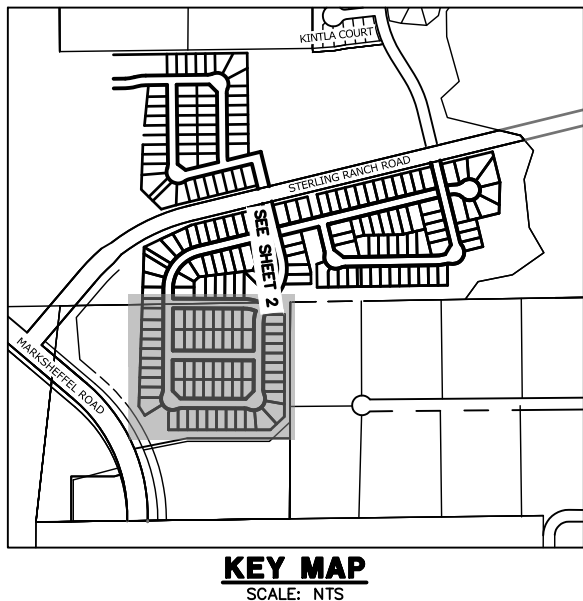 KINTLA COURT
STERLING RANCH ROAD
SEE SHEET 2
MARKSHEFFEL ROAD
KEY MAP
SCALE: NTS